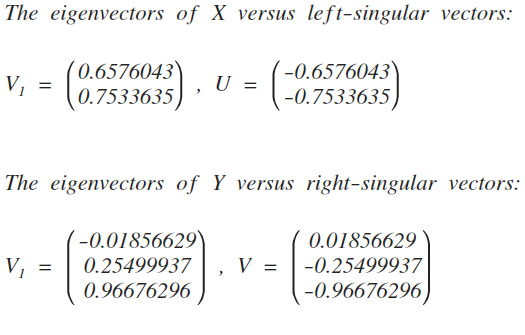 The eigenvectors of X versus left-singular vectors:
V₁ = (0.6576043 0.7533635) , U = (-0.6576043 -0.7533635)
The eigenvectors of Y versus right-singular vectors:
V₁ = (-0.01856629 0.25499937 0.96676296) , V = (0.01856629 -0.25499937 -0.96676296)